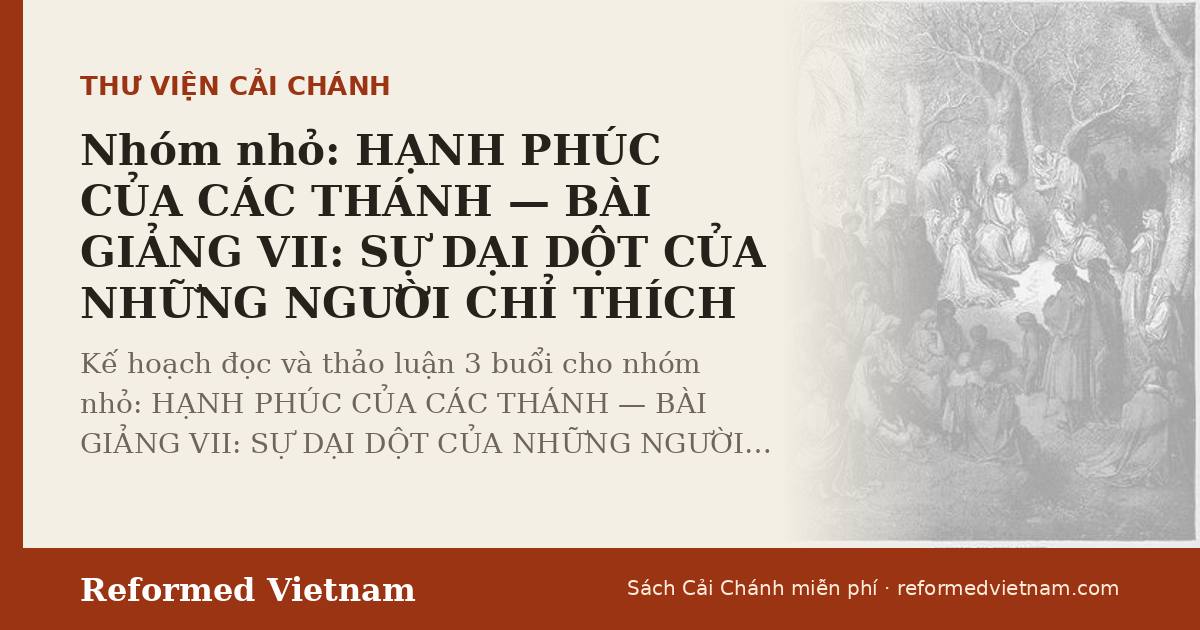 THƯ VIỆN CẢI CHÁNH
Nhóm nhỏ: HẠNH PHÚC
CỦA CÁC THÁNH — BÀI
GIẢNG VII: SỰ DẠI DỘT CỦA
NHỮNG NGƯỜI CHỈ THÍCH
Kế hoạch đọc và thảo luận 3 buổi cho nhóm
nhỏ: HẠNH PHÚC CỦA CÁC THÁNH — BÀI
GIẢNG VII: SỰ DẠI DỘT CỦA NHỮNG NGƯỜI...
Reformed Vietnam
Sách Cải Chánh miễn phí · reformedvietnam.com